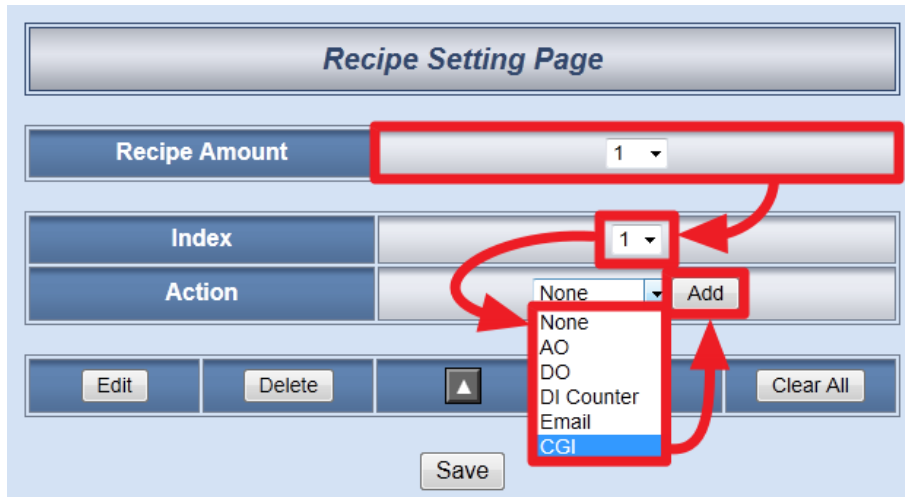 Recipe Setting Page
Recipe Amount 1
Index 1
Action None Add
None
AO
DO
DI Counter
Email
CGI
Edit Delete Clear All
Save